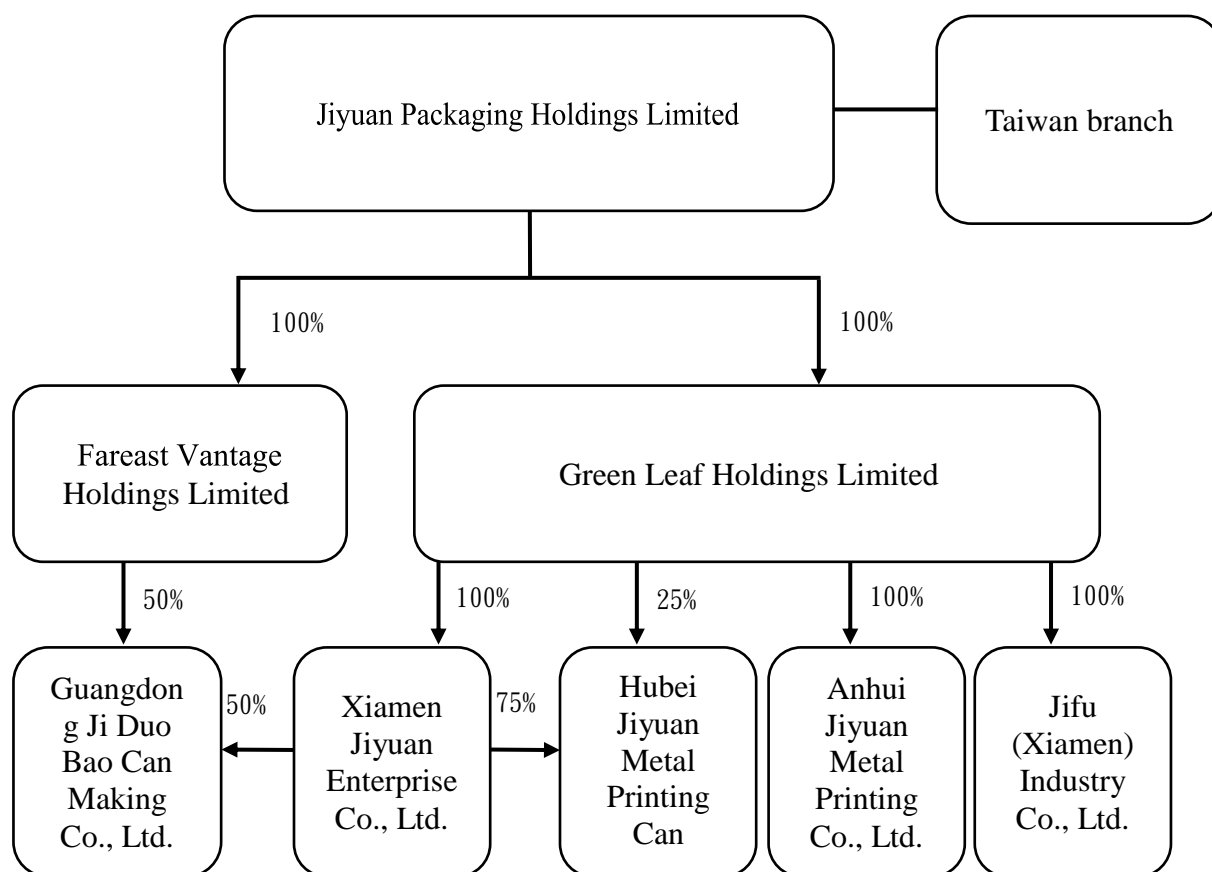 Jiyuan Packaging Holdings Limited
Taiwan branch
100%
100%
Fareast Vantage
Holdings Limited
Green Leaf Holdings Limited
50%
100%
25%
100%
100%
Guangdon
g Ji Duo
Bao Can
Making
Co., Ltd.
50%
Xiamen
Jiyuan
Enterprise
Co., Ltd.
75%
Hubei
Jiyuan
Metal
Printing
Can
Anhui
Jiyuan
Metal
Printing
Co., Ltd.
Jifu
(Xiamen)
Industry
Co., Ltd.